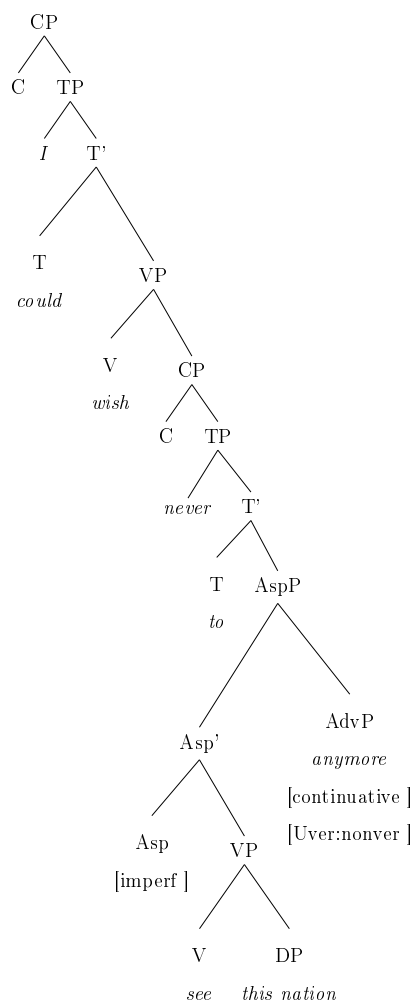 CP
C TP
I T'
T
VP
could
V
CP
wish
C TP
never T'
T AspP
to
AdvP
Asp'
anymore
[continuative ]
Asp VP
[Uver:nonver ]
[imperf ]
V DP
see this nation